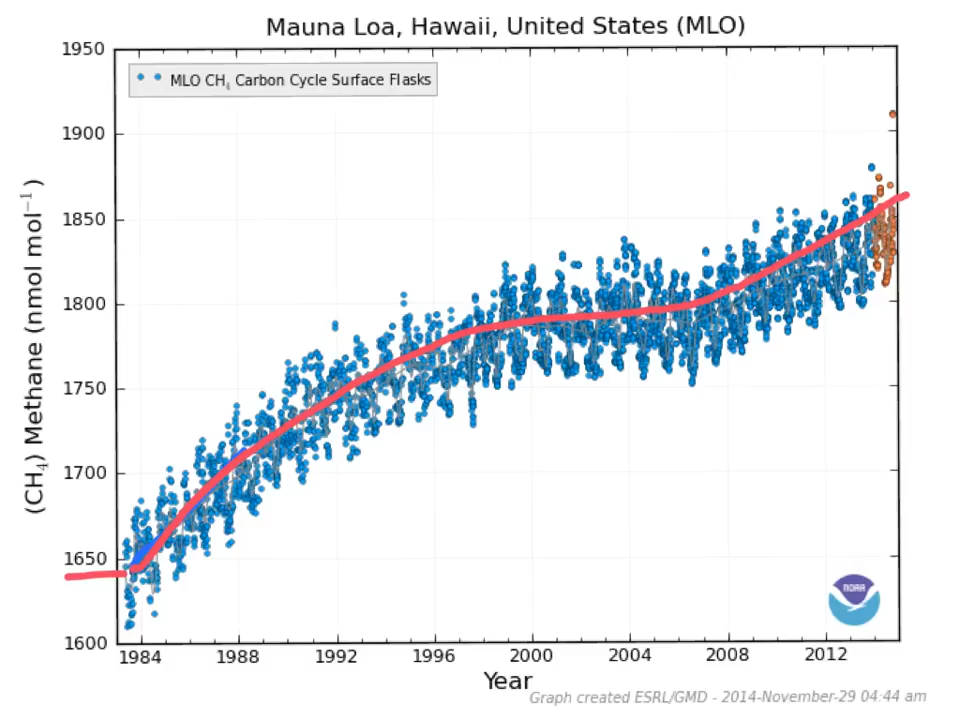 Mauna Loa, Hawaii, United States (MLO)
1950
MLO CH₄ Carbon Cycle Surface Flasks
1900
1850
1800
1750
1700
1650
1600
(CH₄) Methane (nmol mol⁻¹)
NOAA
1984 1988 1992 1996 2000 2004 2008 2012
Year
Graph created ESRL/GMD - 2014-November-29 04:44 am